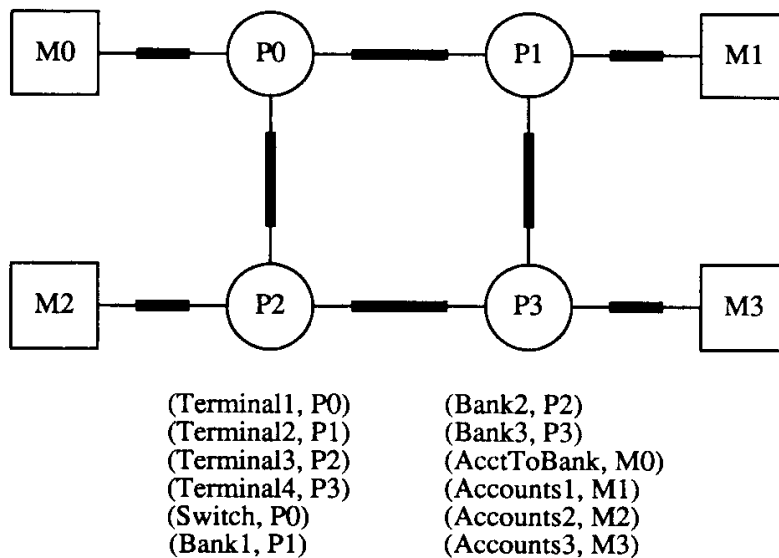 M0 P0 P1 M1
M2 P2 P3 M3
(Terminal1, P0) (Bank2, P2)
(Terminal2, P1) (Bank3, P3)
(Terminal3, P2) (AcctToBank, M0)
(Terminal4, P3) (Accounts1, M1)
(Switch, P0) (Accounts2, M2)
(Bank1, P1) (Accounts3, M3)